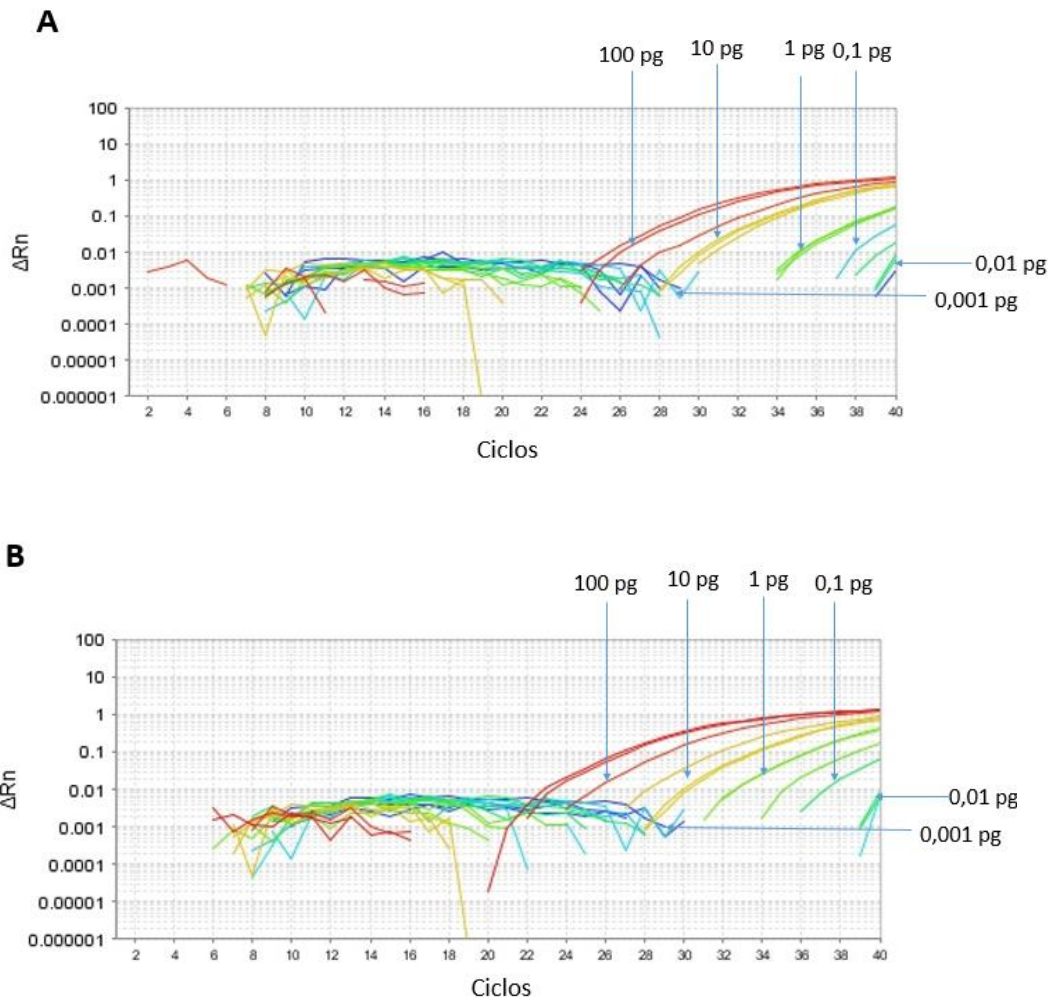 A
100 pg 10 pg 1 pg 0,1 pg
100
10
1
0.1
0.01
0.001
0.0001
0.00001
0.000001
ΔRn
0,01 pg
0,001 pg
2 4 6 8 10 12 14 16 18 20 22 24 26 28 30 32 34 36 38 40
Ciclos
B
100 pg 10 pg 1 pg 0,1 pg
100
10
1
0.1
0.01
0.001
0.0001
0.00001
0.000001
ΔRn
0,01 pg
0,001 pg
2 4 6 8 10 12 14 16 18 20 22 24 26 28 30 32 34 36 38 40
Ciclos